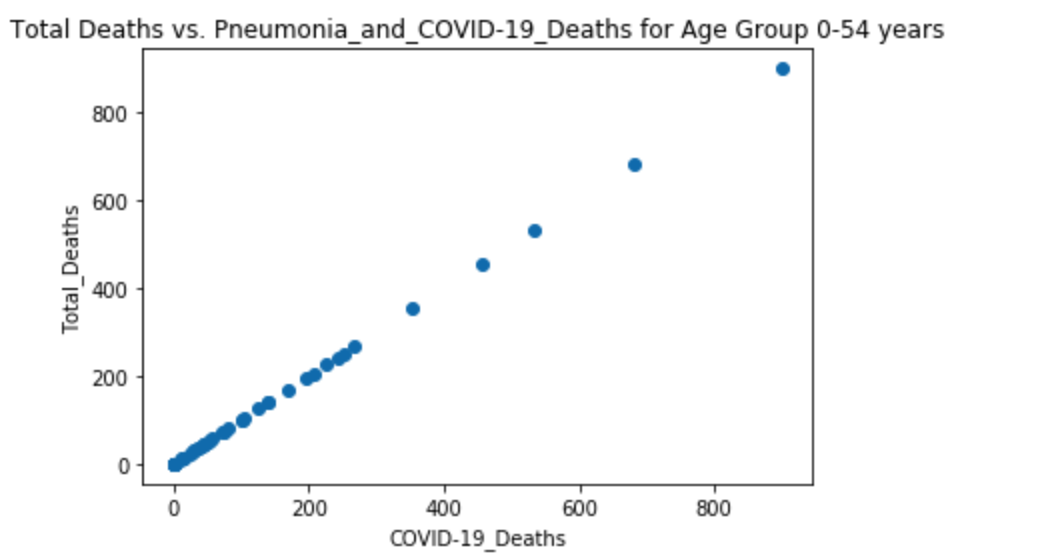 Total Deaths vs. Pneumonia_and_COVID-19_Deaths for Age Group 0-54 years
800
600
400
200
0
Total_Deaths
0 200 400 600 800
COVID-19_Deaths